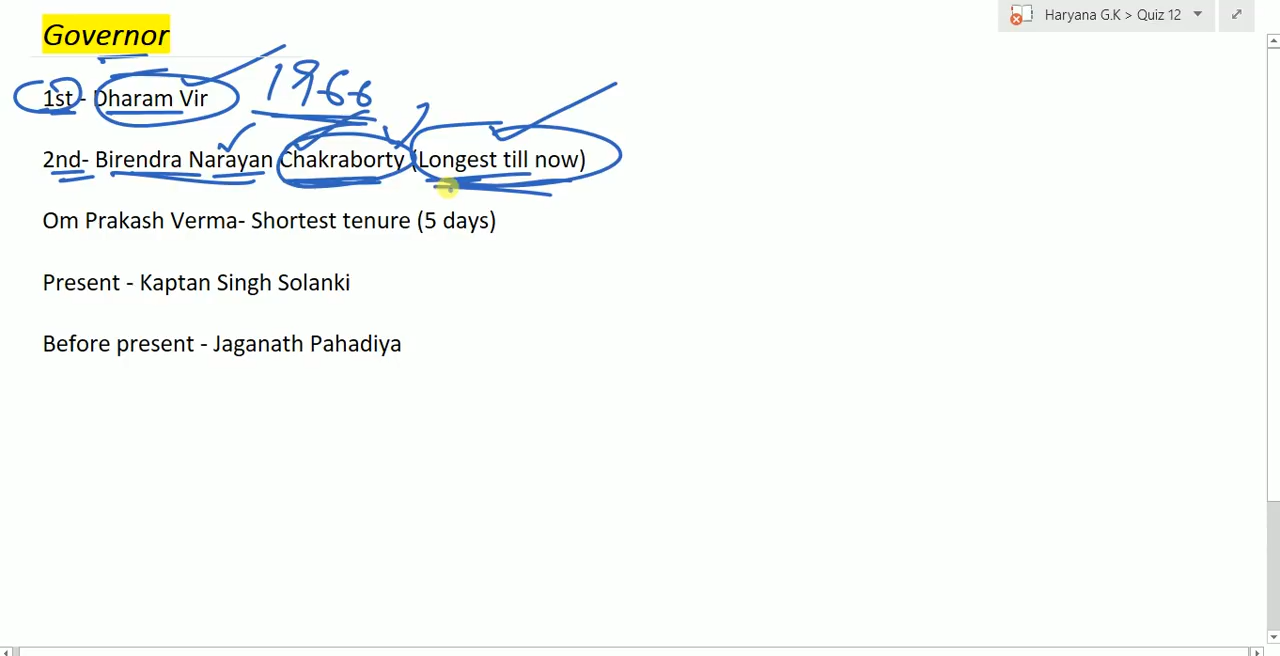 Haryana G.K > Quiz 12
Governor
1st - Dharam Vir 1966
2nd- Birendra Narayan Chakraborty (Longest till now)
Om Prakash Verma- Shortest tenure (5 days)
Present - Kaptan Singh Solanki
Before present - Jaganath Pahadiya